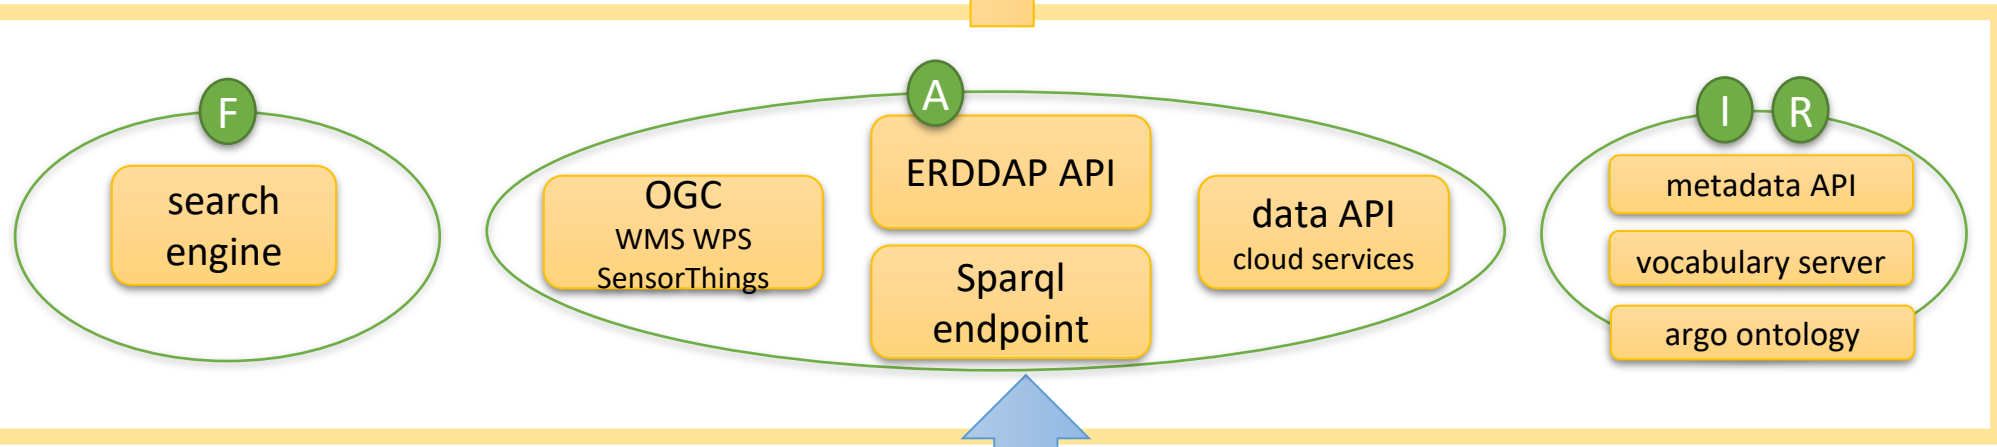 F
search
engine
A
ERDDAP API
OGC
WMS WPS
SensorThings
Sparql
endpoint
data API
cloud services
I
R
metadata API
vocabulary server
argo ontology